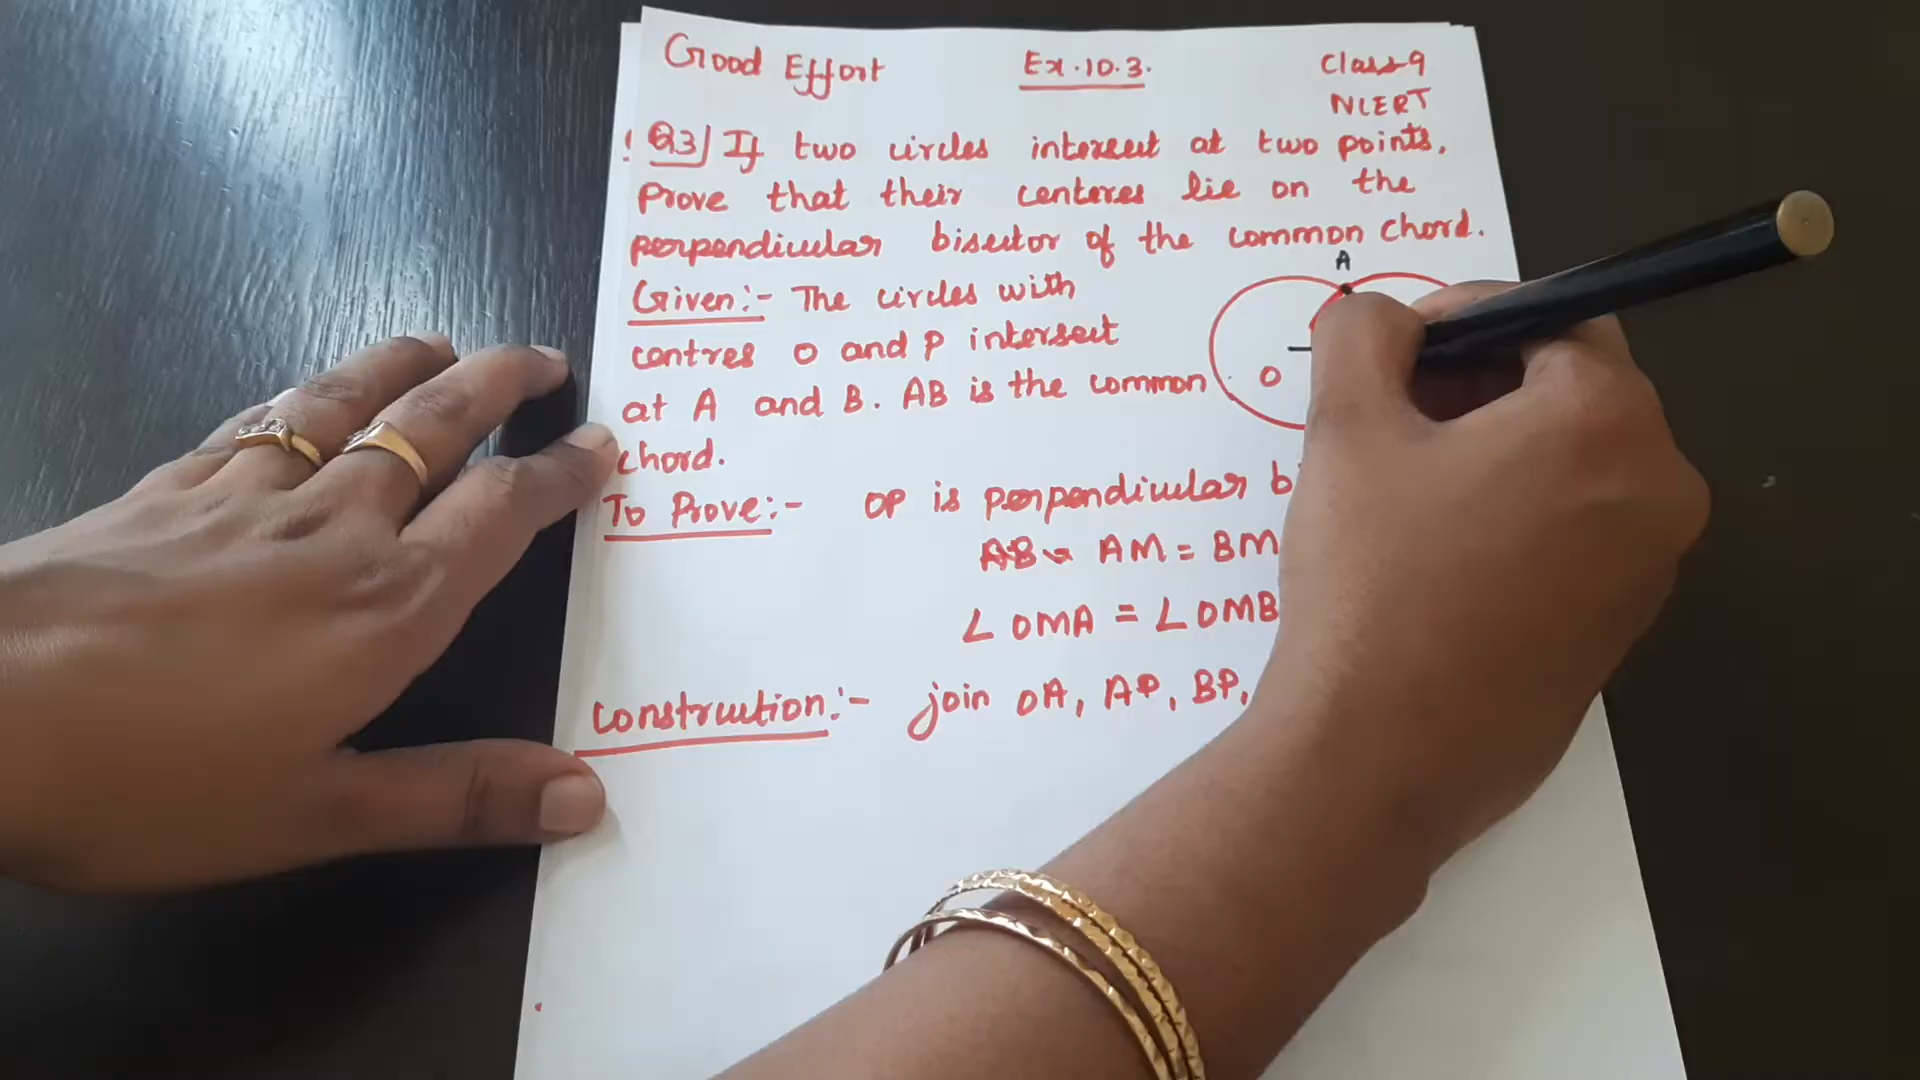 Good Effort Ex.10.3. Class-9
NCERT
Q3) If two circles intersect at two points,
Prove that their centeres lie on the
perpendicular bisector of the common chord.
A
Given:- The circles with
centres O and P intersect
O
at A and B. AB is the common
chord.
To Prove:- OP is perpendicular
AB AM = BM
∠OMA = ∠OMB
Construction:- join OA, AP, BP,